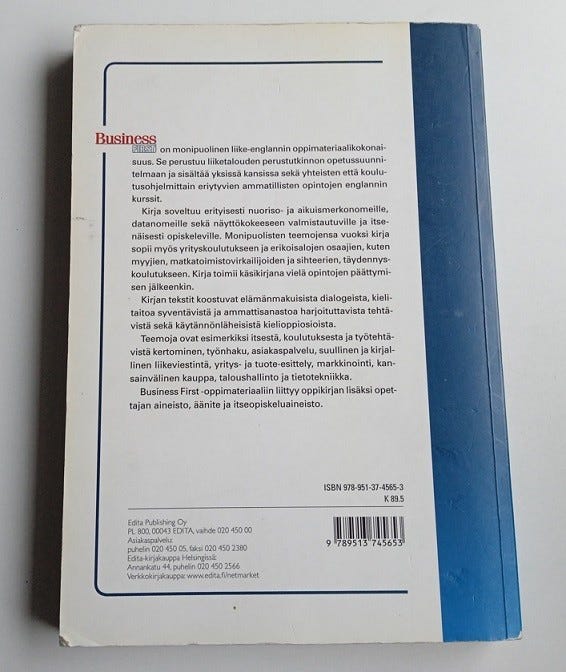 Business
First
on monipuolinen liike-englannin oppimateriaalikokonai-
suus. Se perustuu liiketalouden perustutkinnon opetussuunni-
telmaan ja sisältää yksissä kansissa sekä yhteisten että koulu-
tusohjelmittain eriytyvien ammatillisten opintojen englannin
kurssit.
Kirja soveltuu erityisesti nuoriso- ja aikuismerkonomeille,
datanomeille sekä näyttökokeeseen valmistautuville ja itse-
näisesti opiskeleville. Monipuolisten teemojensa vuoksi kirja
sopii myös yrityskoulutukseen ja erikoisalojen osaajien, kuten
myyjien, matkatoimistovirkailijoiden ja sihteerien, täydennys-
koulutukseen. Kirja toimii käsikirjana vielä opintojen päättymi-
sen jälkeenkin.
Kirjan tekstit koostuvat elämänmakuisista dialogeista, kieli-
taitoa syventävistä ja ammattisanastoa harjoituttavista tehtä-
vistä sekä käytännönläheisistä kielioppiosioista.
Teemoja ovat esimerkiksi itsestä, koulutuksesta ja työtehtä-
vistä kertominen, työnhaku, asiakaspalvelu, suullinen ja kirjal-
linen liikeviestintä, yritys- ja tuote-esittely, markkinointi, kan-
sainvälinen kauppa, taloushallinto ja tietotekniikka.
Business First -oppimateriaaliin liittyy oppikirjan lisäksi opet-
tajan aineisto, äänite ja itseopiskeluaineisto.
ISBN 978-951-37-4565-3
K 89.5
Edita Publishing Oy
PL 800, 00043 EDITA, vaihde 020 450 00
Asiakaspalvelu:
puhelin 020 450 05, faksi 020 450 2380
Edita-kirjakauppa Helsingissä:
Annankatu 44, puhelin 020 450 2566
Verkkokirjakauppa: www.edita.fi/netmarket
9 789513 745653